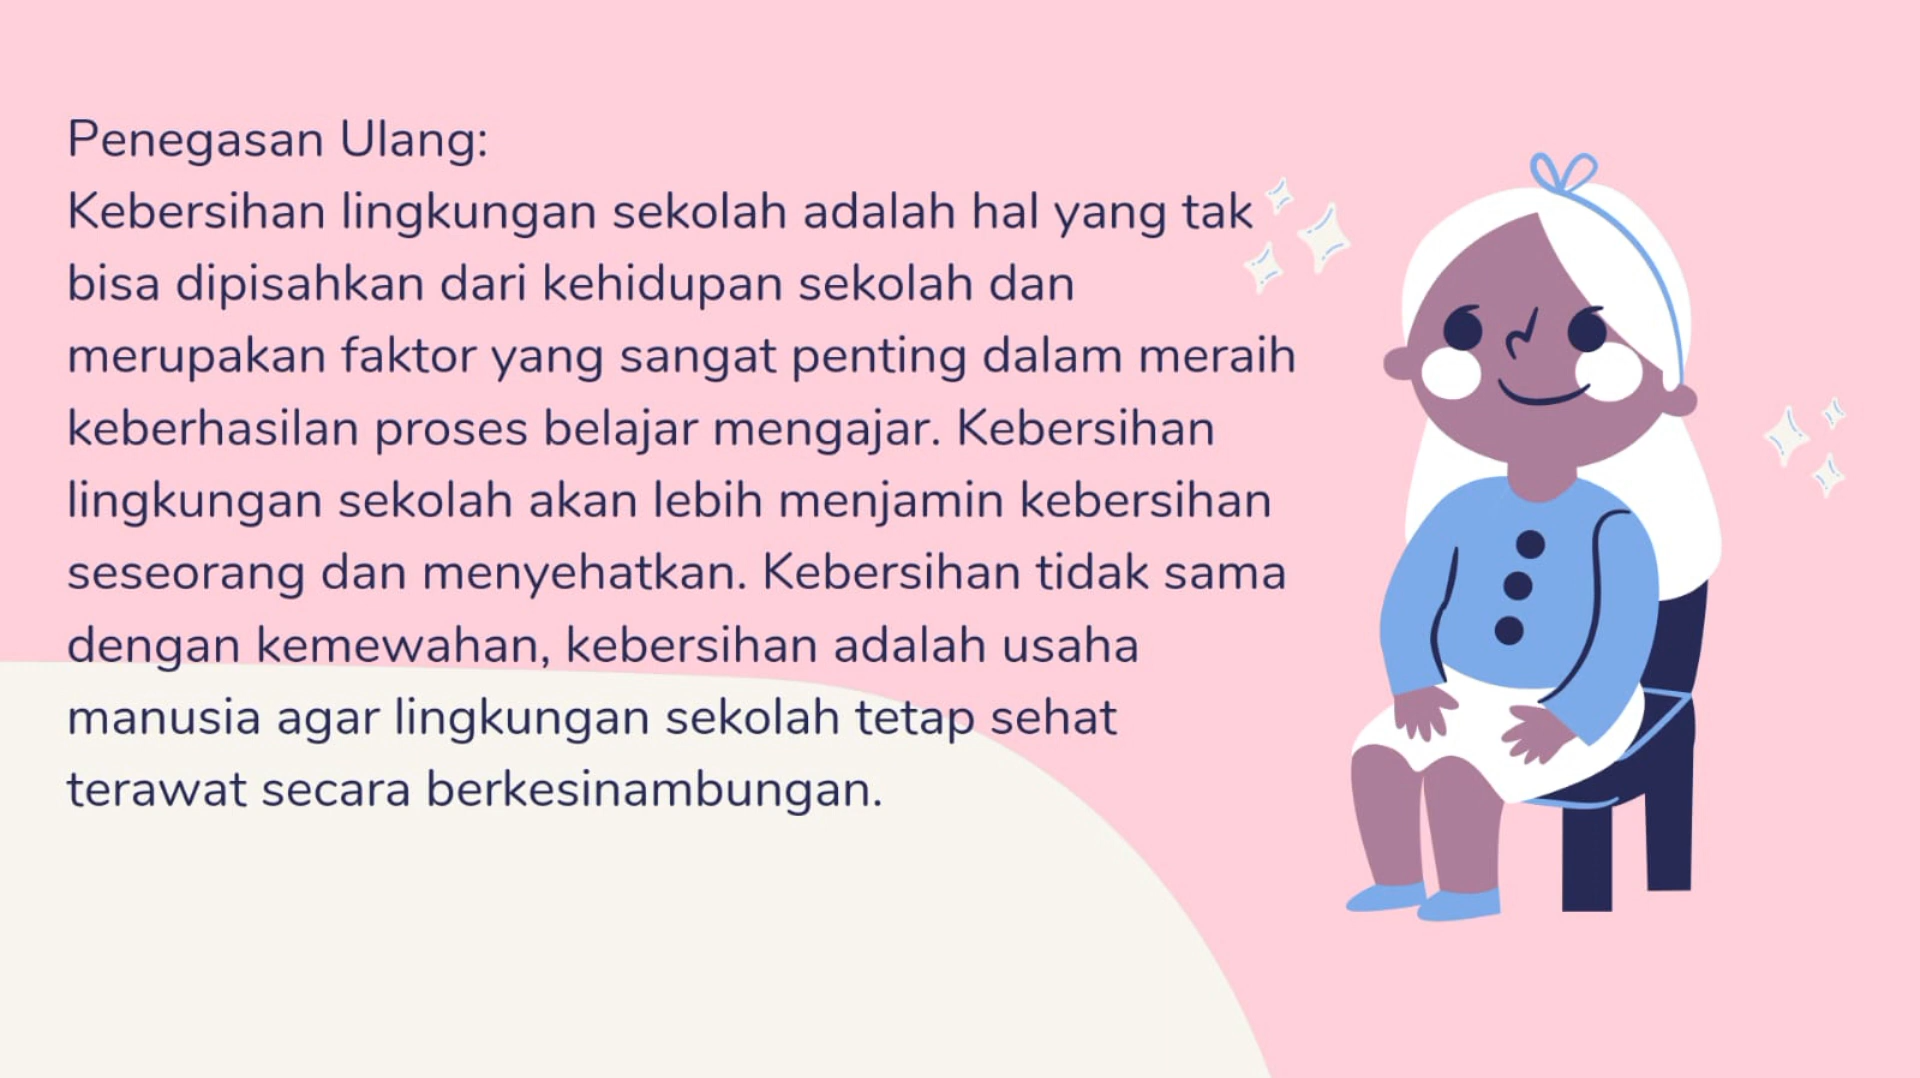 Penegasan Ulang:
Kebersihan lingkungan sekolah adalah hal yang tak
bisa dipisahkan dari kehidupan sekolah dan
merupakan faktor yang sangat penting dalam meraih
keberhasilan proses belajar mengajar. Kebersihan
lingkungan sekolah akan lebih menjamin kebersihan
seseorang dan menyehatkan. Kebersihan tidak sama
dengan kemewahan, kebersihan adalah usaha
manusia agar lingkungan sekolah tetap sehat
terawat secara berkesinambungan.